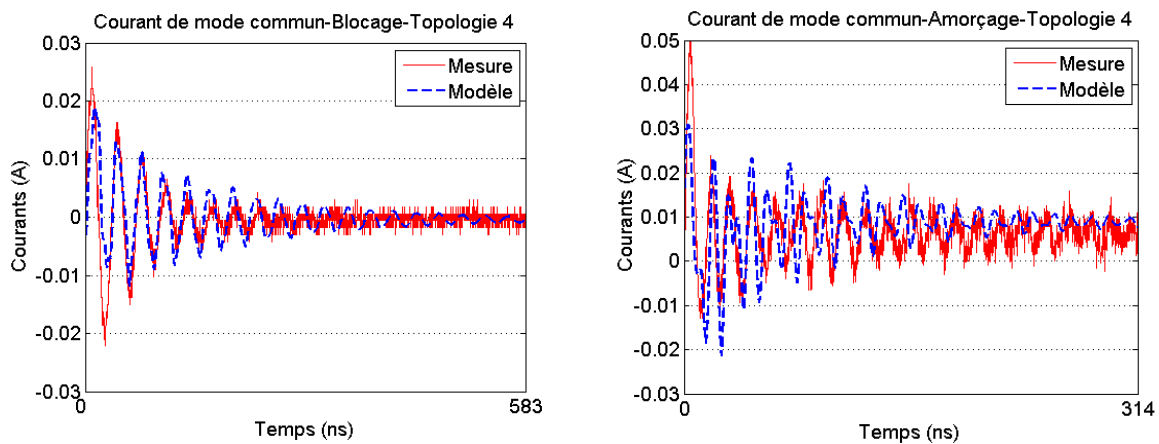 Courant de mode commun-Blocage-Topologie 4
0.03
0.02
0.01
0
-0.01
-0.02
-0.03
Courants (A)
Mesure
Modèle
0
583
Temps (ns)
Courant de mode commun-Amorçage-Topologie 4
0.05
0.04
0.03
0.02
0.01
0
-0.01
-0.02
-0.03
Courants (A)
Mesure
Modèle
0
314
Temps (ns)